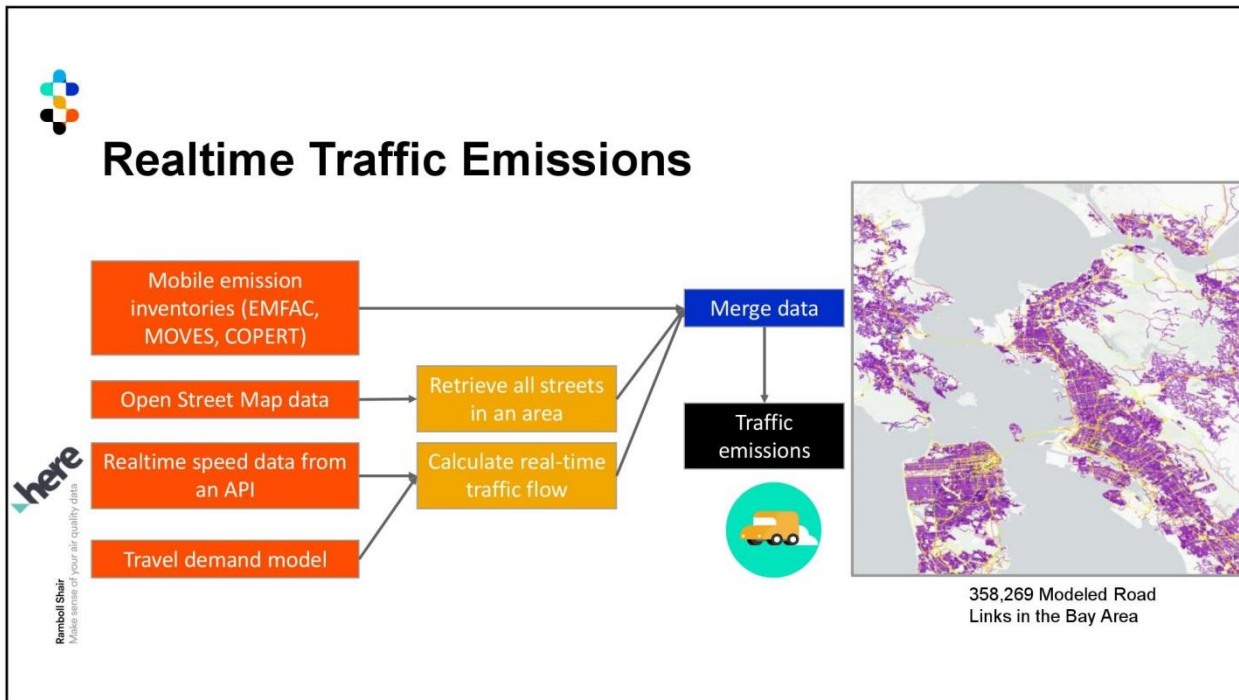 Realtime Traffic Emissions
Mobile emission
inventories (EMFAC,
MOVES, COPERT)
Open Street Map data
Realtime speed data from
an API
Travel demand model
Retrieve all streets
in an area
Calculate real-time
traffic flow
Merge data
Traffic
emissions
358,269 Modeled Road
Links in the Bay Area
here
Ramboll Shair
Make sense of your air quality data